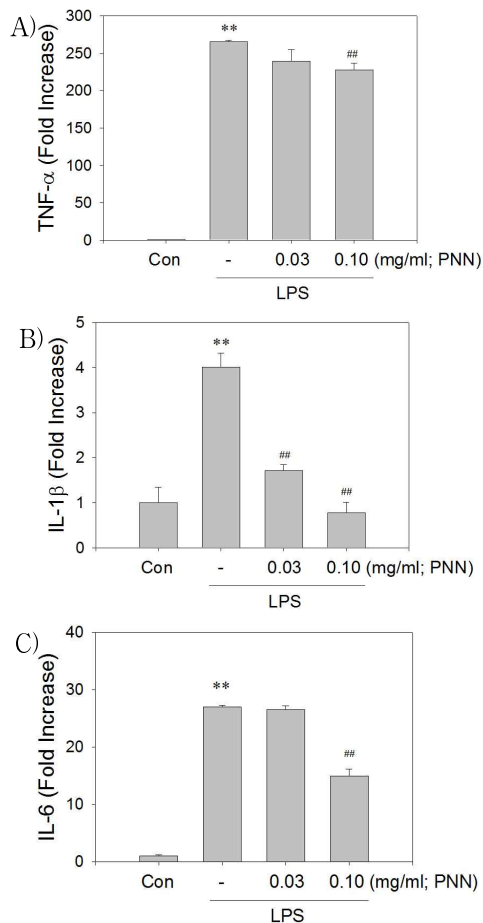 A)
TNF-α (Fold Increase)
300
250
200
150
100
50
0
**
##
Con - 0.03 0.10 (mg/ml; PNN)
LPS
B)
IL-1β (Fold Increase)
5
4
3
2
1
0
**
##
##
Con - 0.03 0.10 (mg/ml; PNN)
LPS
C)
IL-6 (Fold Increase)
40
30
20
10
0
**
##
Con - 0.03 0.10 (mg/ml; PNN)
LPS